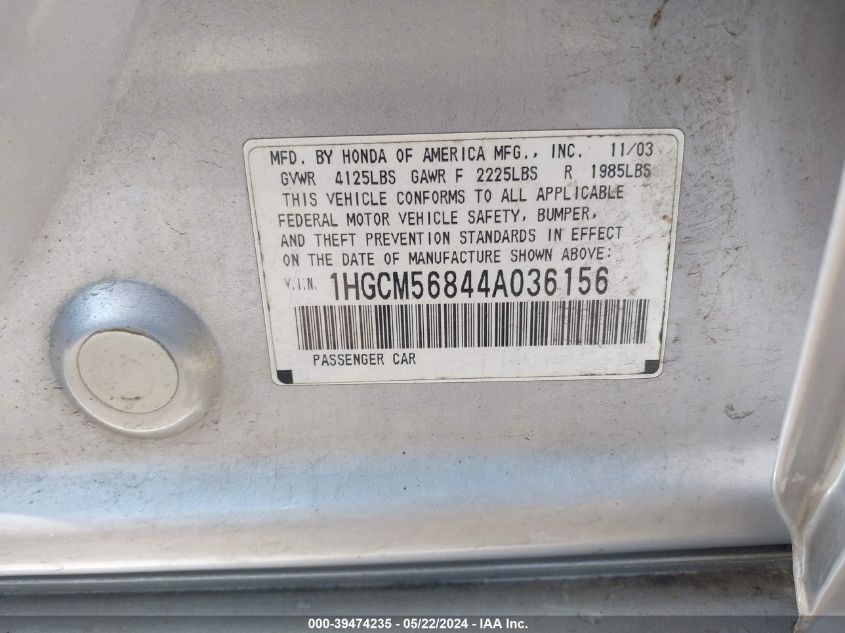 MFD. BY HONDA OF AMERICA MFG., INC. 11/03
GVWR 4125LBS GAWR F 2225LBS R 1985LBS
THIS VEHICLE CONFORMS TO ALL APPLICABLE
FEDERAL MOTOR VEHICLE SAFETY, BUMPER,
AND THEFT PREVENTION STANDARDS IN EFFECT
ON THE DATE OF MANUFACTURE SHOWN ABOVE:
V.I.N. 1HGCM56844A036156
PASSENGER CAR
000-39474235 - 05/22/2024 - IAA Inc.